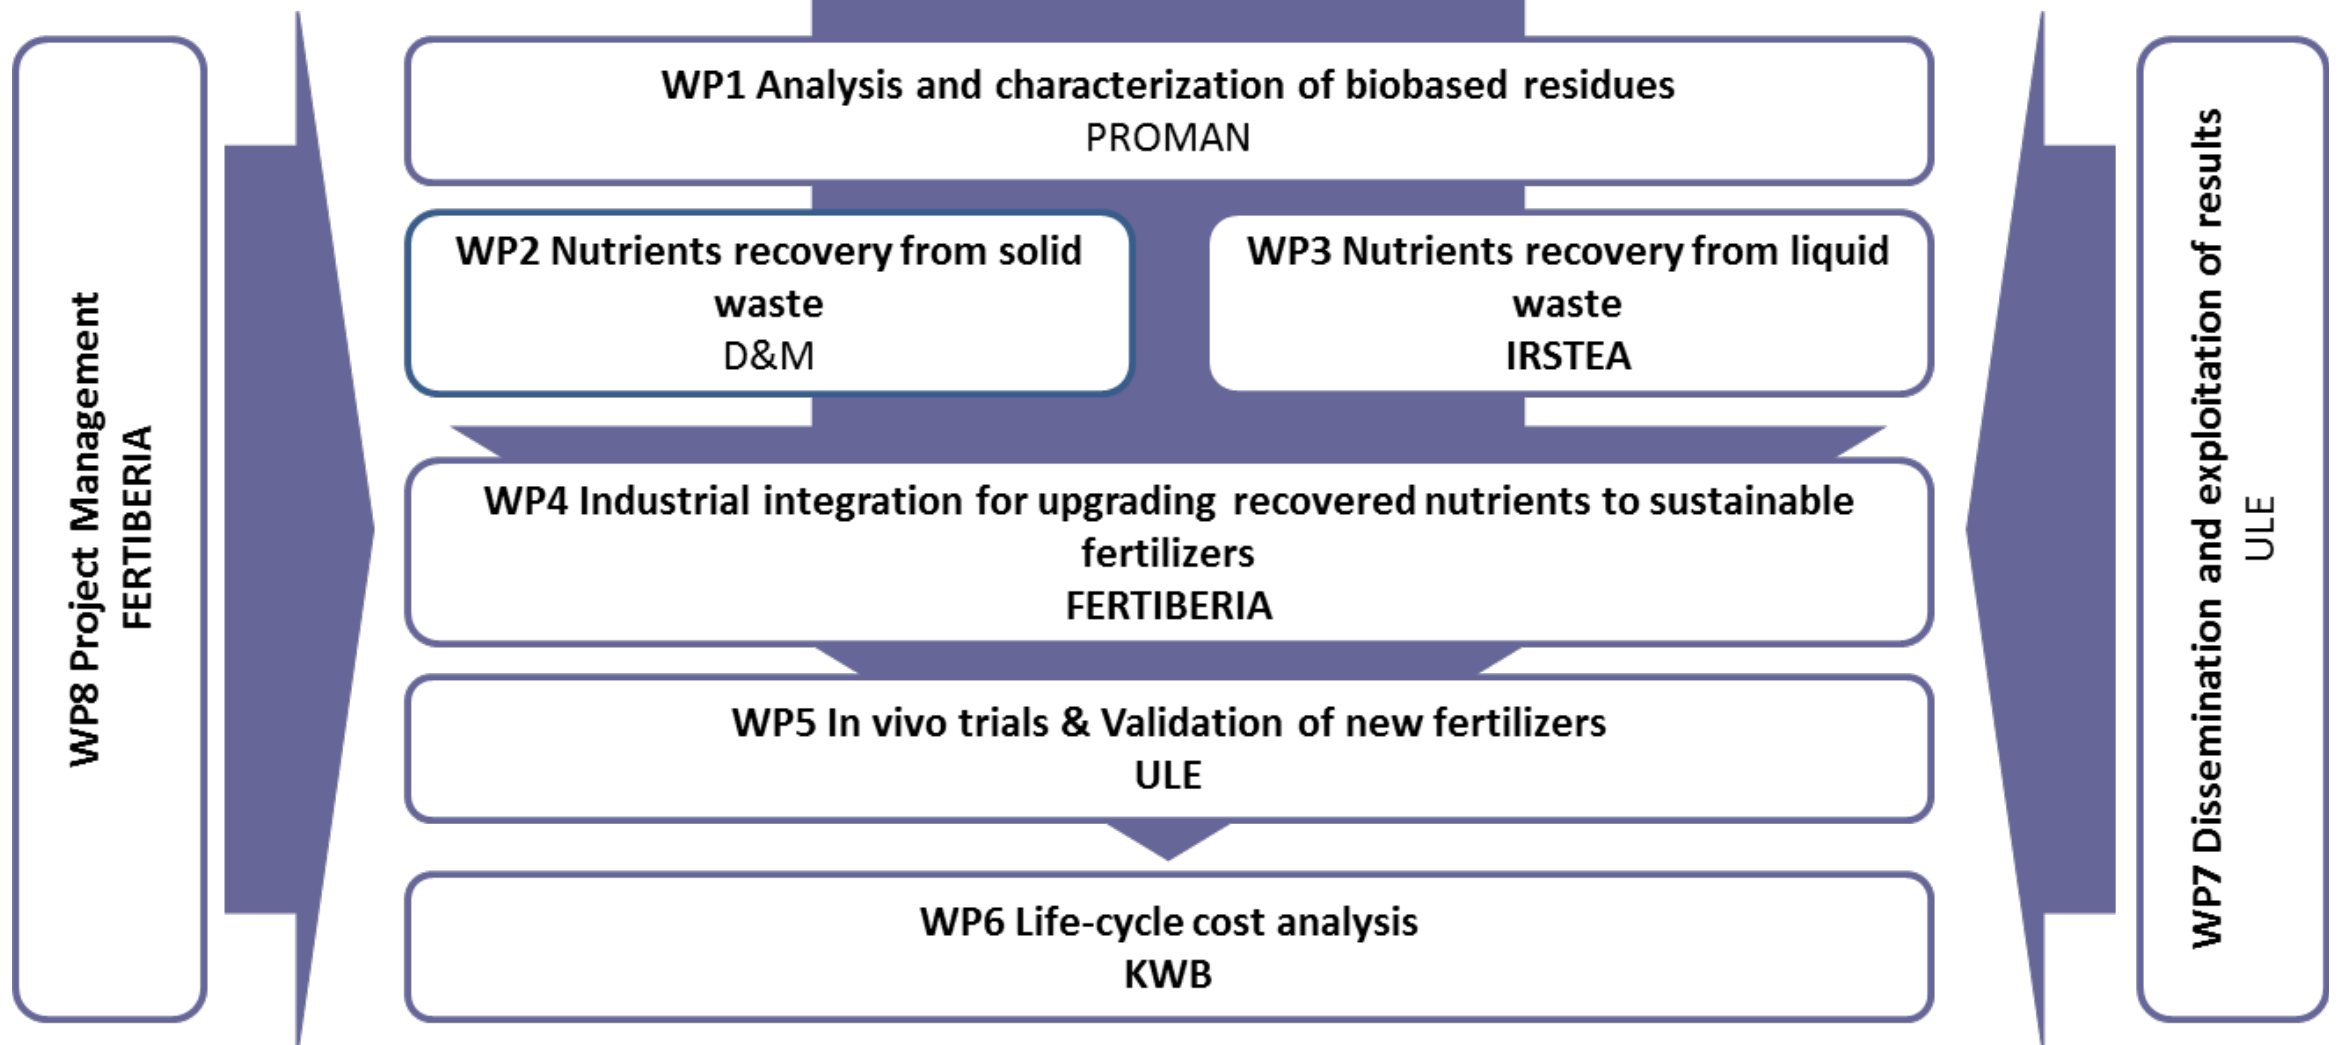 WP8 Project Management
FERTIBERIA
WP1 Analysis and characterization of biobased residues
PROMAN
WP2 Nutrients recovery from solid
waste
D&M
WP3 Nutrients recovery from liquid
waste
IRSTEA
WP4 Industrial integration for upgrading recovered nutrients to sustainable
fertilizers
FERTIBERIA
WP5 In vivo trials & Validation of new fertilizers
ULE
WP6 Life-cycle cost analysis
KWB
WP7 Dissemination and exploitation of results
ULE